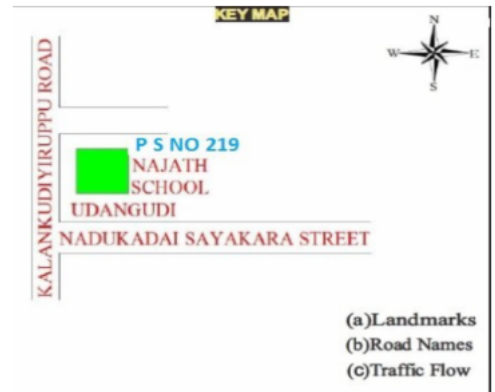 KEY MAP
N
W E
S
KALANKUDIYIRUPPU ROAD
P S NO 219
NAJATH
SCHOOL
UDANGUDI
NADUKADAI SAYAKARA STREET
(a)Landmarks
(b)Road Names
(c)Traffic Flow